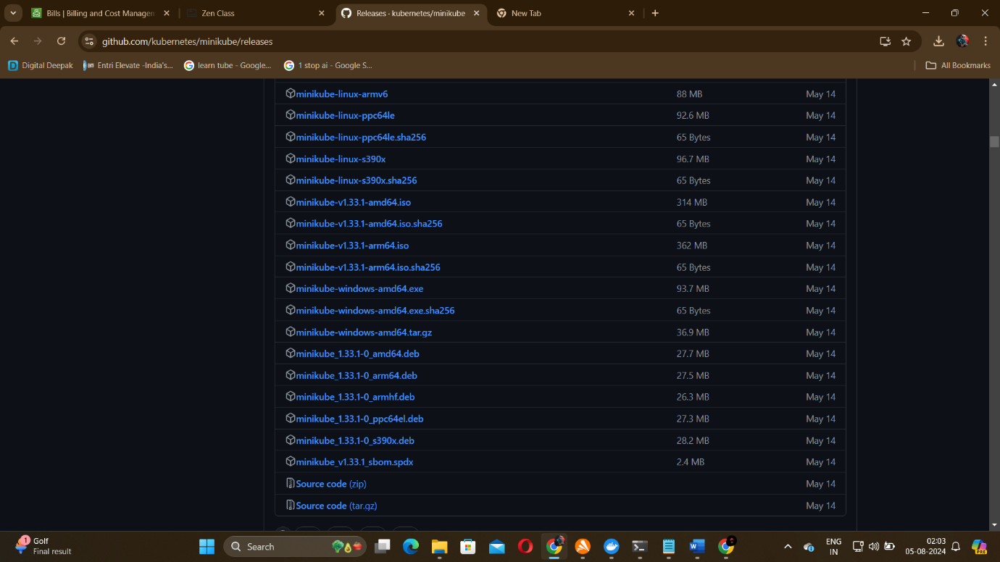 Bills | Billing and Cost Managem
Zen Class
Releases · kubernetes/minikube
New Tab
github.com/kubernetes/minikube/releases
Digital Deepak
Entri Elevate -India's...
learn tube - Google...
1 stop ai - Google S...
All Bookmarks
minikube-linux-armv6 88 MB May 14
minikube-linux-ppc64le 92.6 MB May 14
minikube-linux-ppc64le.sha256 65 Bytes May 14
minikube-linux-s390x 96.7 MB May 14
minikube-linux-s390x.sha256 65 Bytes May 14
minikube-v1.33.1-amd64.iso 314 MB May 14
minikube-v1.33.1-amd64.iso.sha256 65 Bytes May 14
minikube-v1.33.1-arm64.iso 362 MB May 14
minikube-v1.33.1-arm64.iso.sha256 65 Bytes May 14
minikube-windows-amd64.exe 93.7 MB May 14
minikube-windows-amd64.exe.sha256 65 Bytes May 14
minikube-windows-amd64.tar.gz 36.9 MB May 14
minikube_1.33.1-0_amd64.deb 27.7 MB May 14
minikube_1.33.1-0_arm64.deb 27.5 MB May 14
minikube_1.33.1-0_armhf.deb 26.3 MB May 14
minikube_1.33.1-0_ppc64el.deb 27.3 MB May 14
minikube_1.33.1-0_s390x.deb 28.2 MB May 14
minikube_v1.33.1_sbom.spdx 2.4 MB May 14
Source code (zip) May 14
Source code (tar.gz) May 14
1
Golf
Final result
Search
ENG
IN
02:03
05-08-2024
PRE